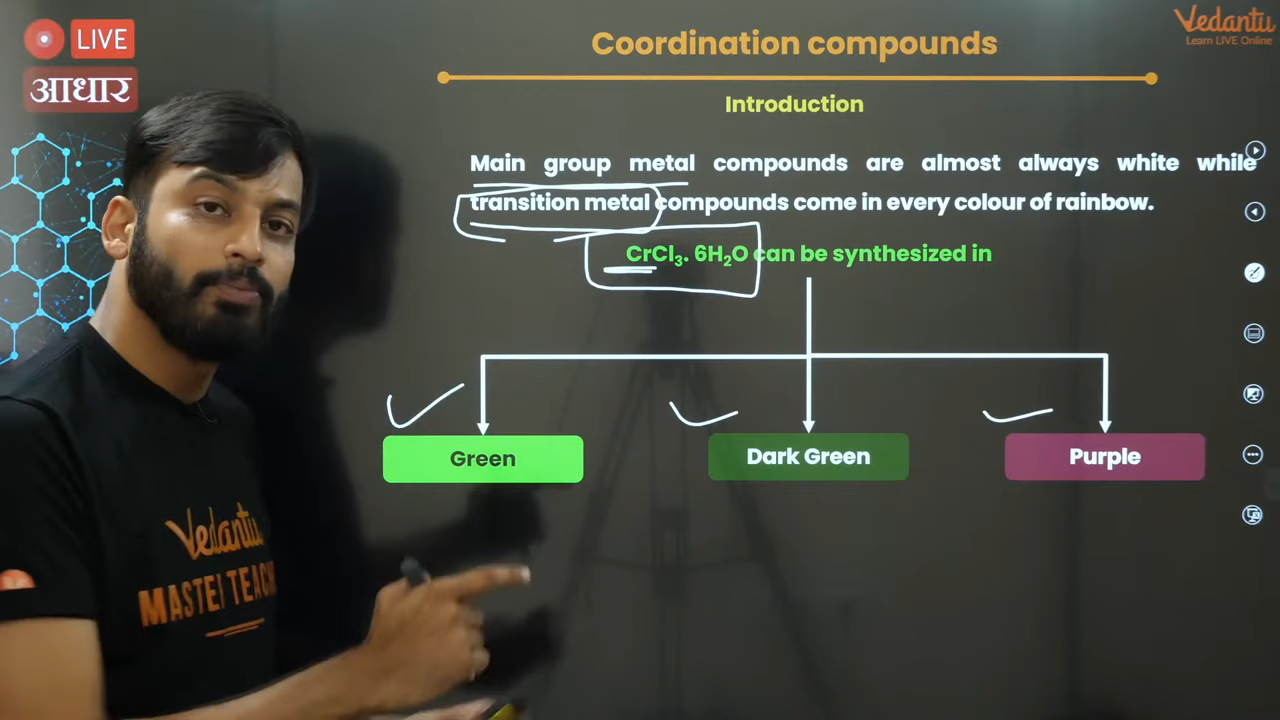 LIVE
आधार
Vedantu
Learn LIVE Online
Coordination compounds
Introduction
Main group metal compounds are almost always white while
transition metal compounds come in every colour of rainbow.
CrCl₃. 6H₂O can be synthesized in
Green
Dark Green
Purple
Vedantu